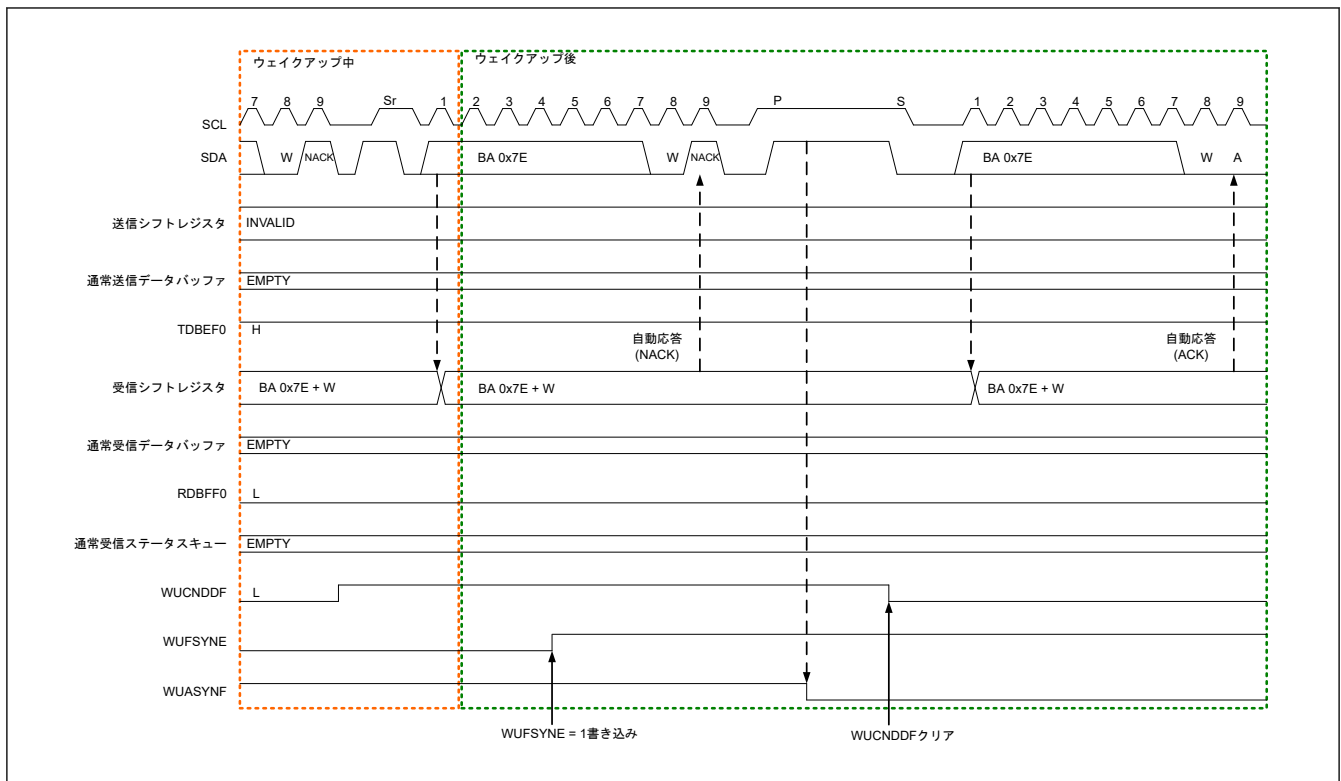 ウェイクアップ中
ウェイクアップ後
7 8 9 Sr 1 2 3 4 5 6 7 8 9 P S 1 2 3 4 5 6 7 8 9
SCL
SDA W NACK BA 0x7E W NACK BA 0x7E W A
送信シフトレジスタ INVALID
通常送信データバッファ EMPTY
TDBEF0 H
自動応答
(NACK)
自動応答
(ACK)
受信シフトレジスタ BA 0x7E + W BA 0x7E + W BA 0x7E + W
通常受信データバッファ EMPTY
RDBFF0 L
通常受信ステータスキュー EMPTY
WUCNDDF L
WUFSYNE
WUASYNF
WUFSYNE = 1書き込み
WUCNDDFクリア